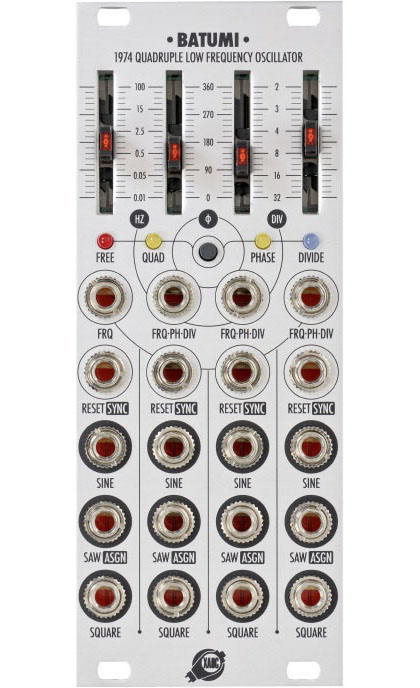 • BATUMI •
1974 QUADRUPLE LOW FREQUENCY OSCILLATOR
100 360 2
15 270 3
2.5 180 4
0.5 8
0.05 90 16
0.01 0 32
HZ Φ DIV
FREE QUAD PHASE DIVIDE
FRQ FRQ·PH·DIV FRQ·PH·DIV FRQ·PH·DIV
RESET SYNC RESET SYNC RESET SYNC RESET SYNC
SINE SINE SINE SINE
SAW ASGN SAW ASGN SAW ASGN SAW ASGN
SQUARE SQUARE SQUARE SQUARE
XAOC